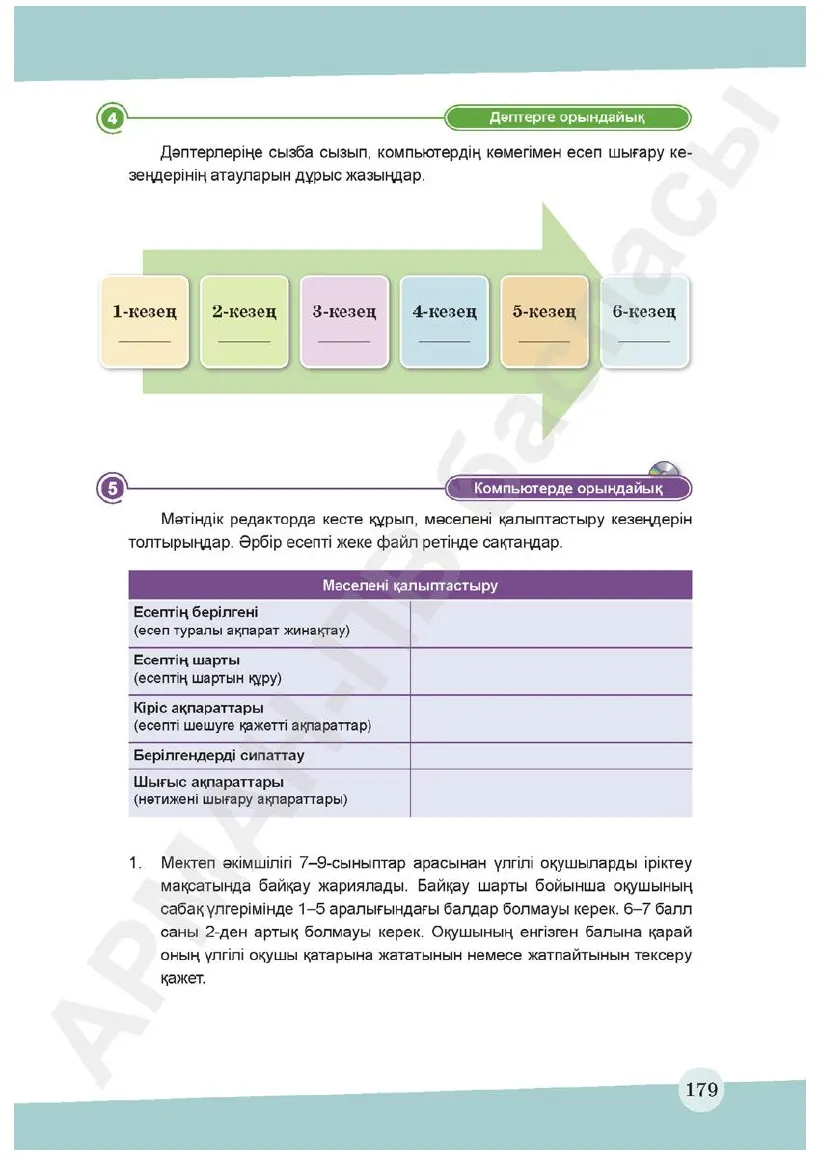 4
Дәптерге орындайық
Дәптерлеріңе сызба сызып, компьютердің көмегімен есеп шығару ке-
зеңдерінің атауларын дұрыс жазыңдар.
1-кезең 2-кезең 3-кезең 4-кезең 5-кезең 6-кезең
5
Компьютерде орындайық
Мәтіндік редакторда кесте құрып, мәселені қалыптастыру кезеңдерін
толтырыңдар. Әрбір есепті жеке файл ретінде сақтаңдар.
Мәселені қалыптастыру
Есептің берілгені
(есеп туралы ақпарат жинақтау)
Есептің шарты
(есептің шартын құру)
Кіріс ақпараттары
(есепті шешуге қажетті ақпараттар)
Берілгендерді сипаттау
Шығыс ақпараттары
(нәтижені шығару ақпараттары)
1. Мектеп әкімшілігі 7–9-сыныптар арасынан үлгілі оқушыларды іріктеу
мақсатында байқау жариялады. Байқау шарты бойынша оқушының
сабақ үлгерімінде 1–5 аралығындағы балдар болмауы керек. 6–7 балл
саны 2-ден артық болмауы керек. Оқушының енгізген балына қарай
оның үлгілі оқушы қатарына жататынын немесе жатпайтынын тексеру
қажет.
179
АРМАН-ПВ баспасы